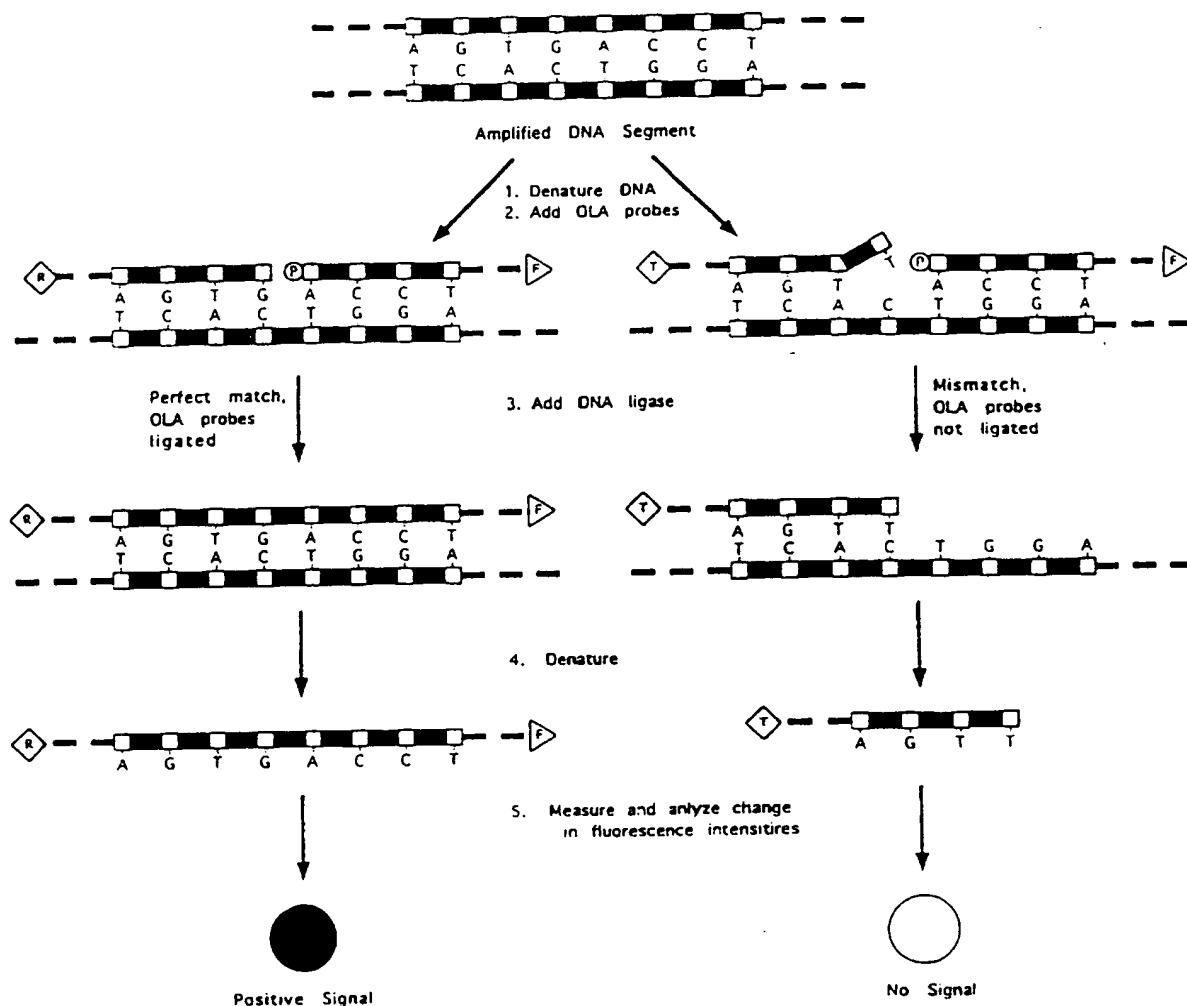 A G T G A C C T
T C A C T G G A
Amplified DNA Segment
1. Denature DNA
2. Add OLA probes
R P F
A G T G A C C T
T C A C T G G A
T P F
A G T T A C C T
T C A C T G G A
Perfect match,
OLA probes
ligated
3. Add DNA ligase
Mismatch,
OLA probes
not ligated
R F
A G T G A C C T
T C A C T G G A
T
A G T T
T C A C T G G A
4. Denature
R F
A G T G A C C T
T
A G T T
5. Measure and anlyze change
in fluorescence intensitires
Positive Signal
No Signal